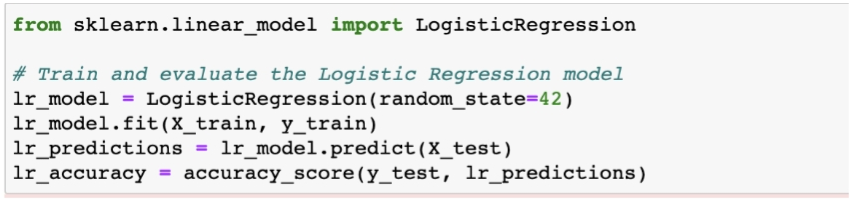 from sklearn.linear_model import LogisticRegression
# Train and evaluate the Logistic Regression model
lr_model = LogisticRegression(random_state=42)
lr_model.fit(X_train, y_train)
lr_predictions = lr_model.predict(X_test)
lr_accuracy = accuracy_score(y_test, lr_predictions)